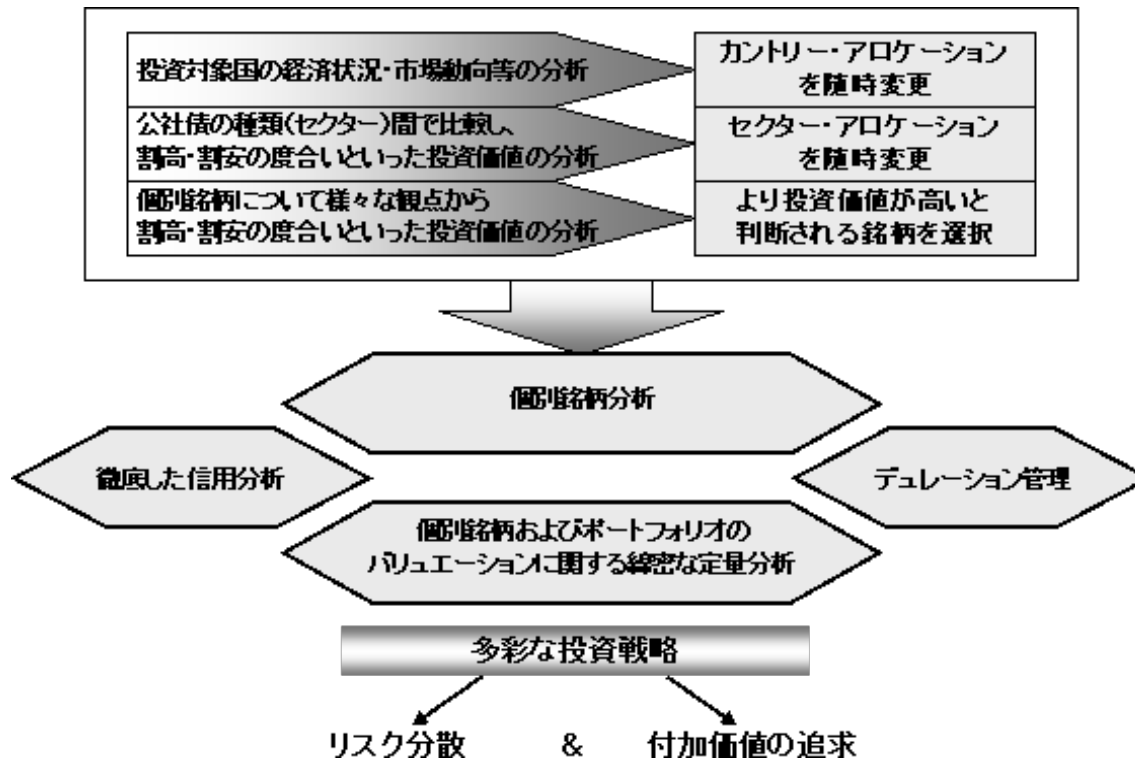 投資対象国の経済状況・市場動向等の分析
カントリー・アロケーション
を随時変更
公社債の種類(セクター)間で比較し、
割高・割安の度合いといった投資価値の分析
セクター・アロケーション
を随時変更
個別銘柄について様々な観点から
割高・割安の度合いといった投資価値の分析
より投資価値が高いと
判断される銘柄を選択
個別銘柄分析
徹底した信用分析
デュレーション管理
個別銘柄およびポートフォリオの
バリュエーションに関する綿密な定量分析
多彩な投資戦略
リスク分散 & 付加価値の追求